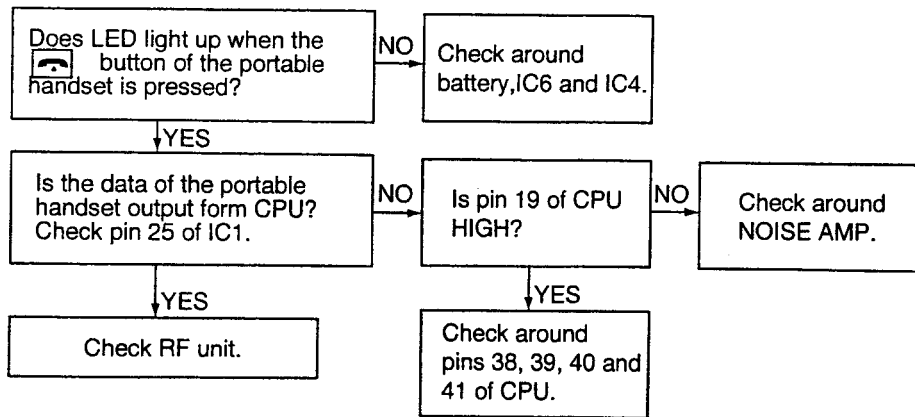 Does LED light up when the
button of the portable
handset is pressed?
NO
Check around
battery,IC6 and IC4.
YES
Is the data of the portable
handset output form CPU?
Check pin 25 of IC1.
NO
Is pin 19 of CPU
HIGH?
NO
Check around
NOISE AMP.
YES
Check RF unit.
YES
Check around
pins 38, 39, 40 and
41 of CPU.